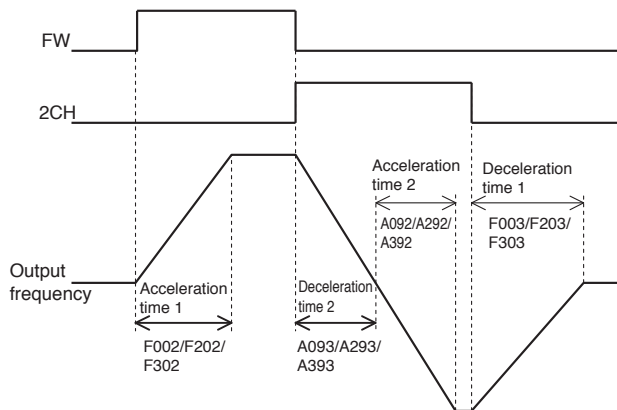 FW
2CH
Acceleration
time 2
Deceleration
time 1
A092/A292/
A392
F003/F203/
F303
Output
frequency
Acceleration
time 1
Deceleration
time 2
F002/F202/
F302
A093/A293/
A393